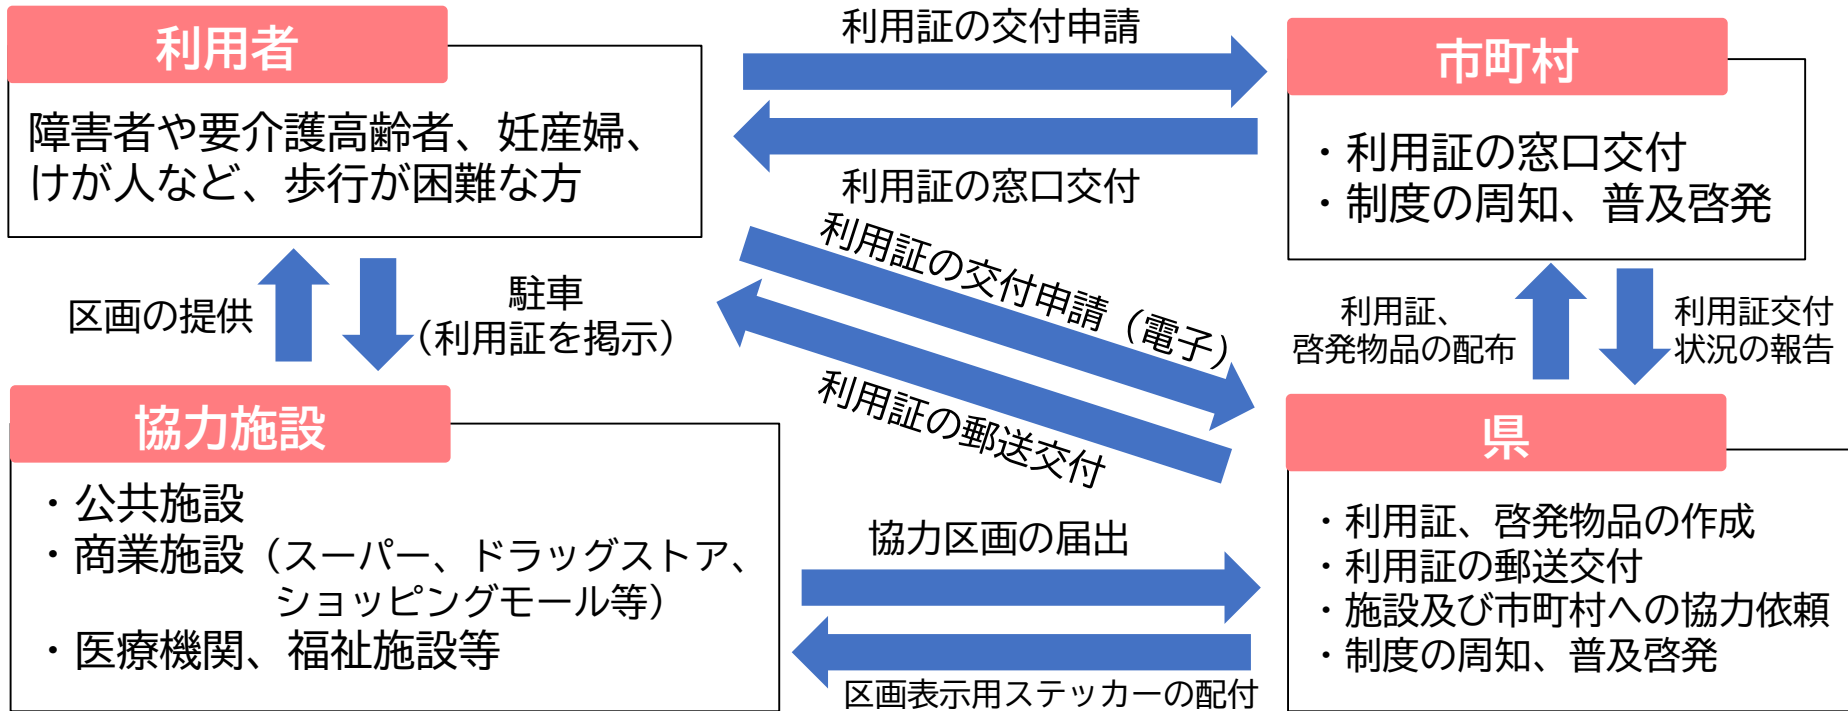 利用者
障害者や要介護高齢者、妊産婦、
けが人など、歩行が困難な方
利用証の交付申請
利用証の窓口交付
市町村
・利用証の窓口交付
・制度の周知、普及啓発
利用証の交付申請（電子）
利用証の郵送交付
区画の提供
駐車
（利用証を掲示）
利用証、
啓発物品の配布
利用証交付
状況の報告
協力施設
・公共施設
・商業施設（スーパー、ドラッグストア、
ショッピングモール等）
・医療機関、福祉施設等
協力区画の届出
区画表示用ステッカーの配付
県
・利用証、啓発物品の作成
・利用証の郵送交付
・施設及び市町村への協力依頼
・制度の周知、普及啓発